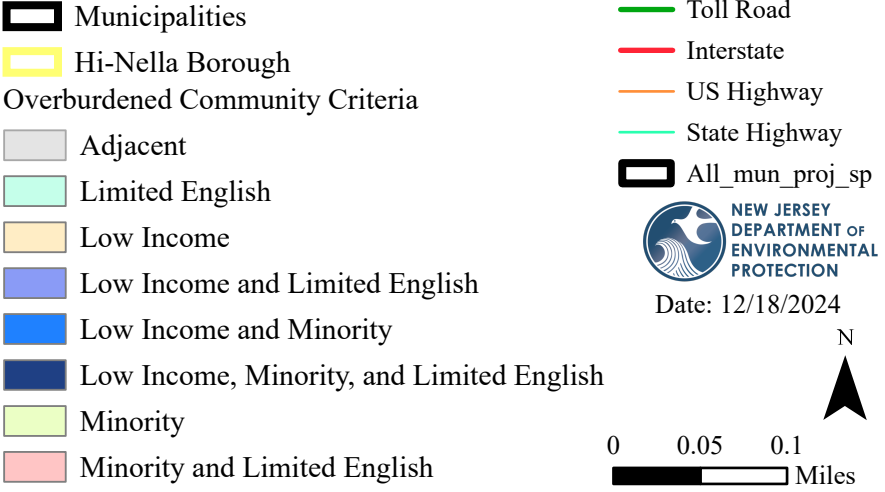 Municipalities
Hi-Nella Borough
Overburdened Community Criteria
Adjacent
Limited English
Low Income
Low Income and Limited English
Low Income and Minority
Low Income, Minority, and Limited English
Minority
Minority and Limited English
Toll Road
Interstate
US Highway
State Highway
All_mun_proj_sp
NEW JERSEY
DEPARTMENT OF
ENVIRONMENTAL
PROTECTION
Date: 12/18/2024
N
0 0.05 0.1
Miles